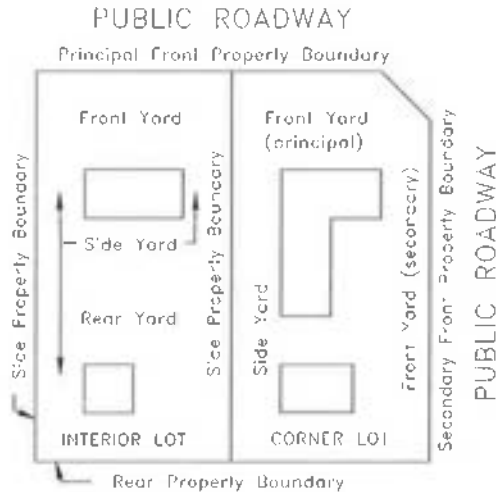 PUBLIC ROADWAY
Principal Front Property Boundary
Front Yard
Front Yard
(principal)
Side Property Boundary
Side Yard
Side Property Boundary
Side Yard
Front Yard (secondary)
Secondary Front Property Boundary
PUBLIC ROADWAY
Rear Yard
INTERIOR LOT
CORNER LOT
Rear Property Boundary